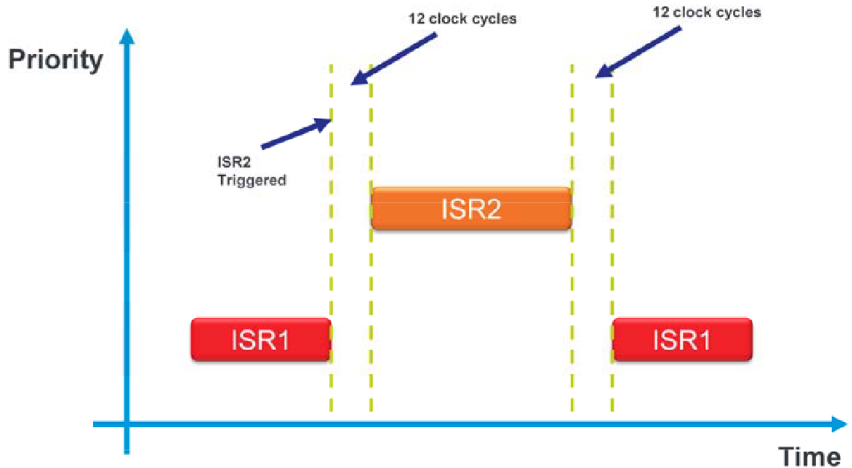 12 clock cycles
12 clock cycles
Priority
ISR2
Triggered
ISR2
ISR1
ISR1
Time